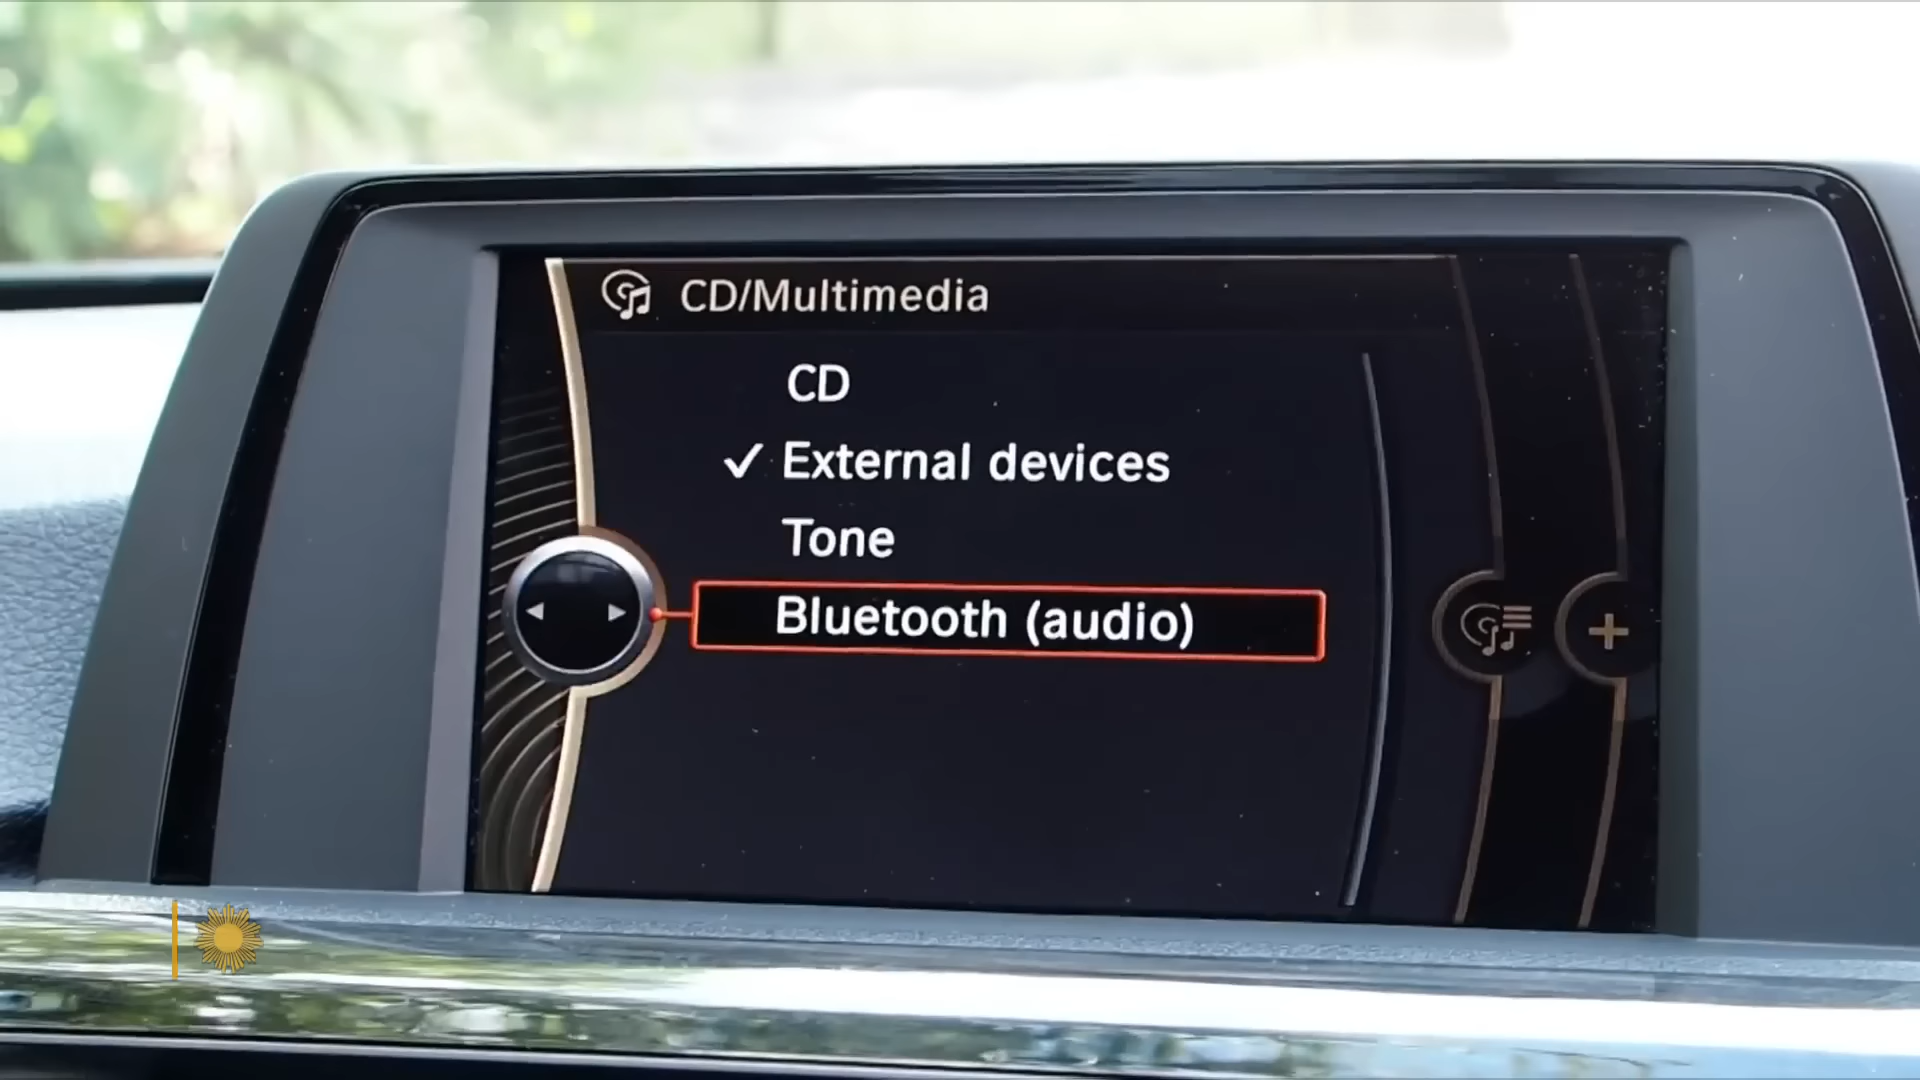 CD/Multimedia
CD
✓ External devices
Tone
Bluetooth (audio)